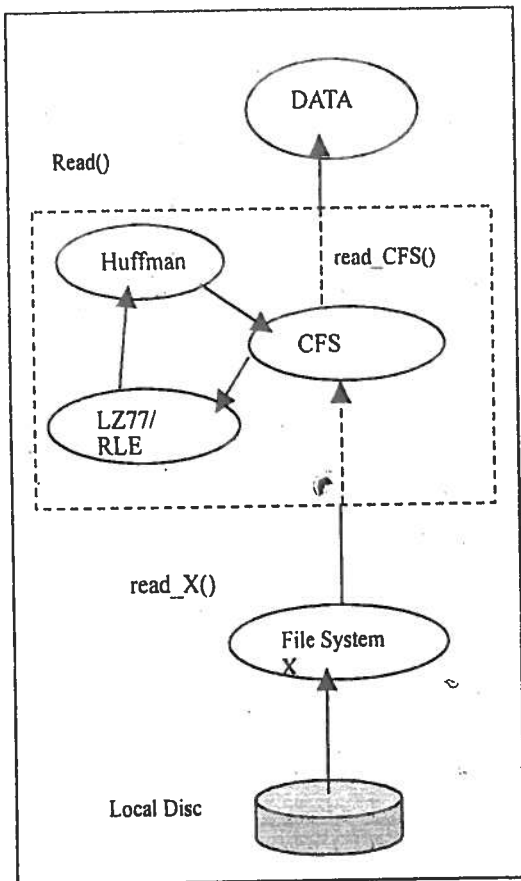 DATA
Read()
Huffman
read_CFS()
CFS
LZ77/
RLE
read_X()
File System
X
Local Disc